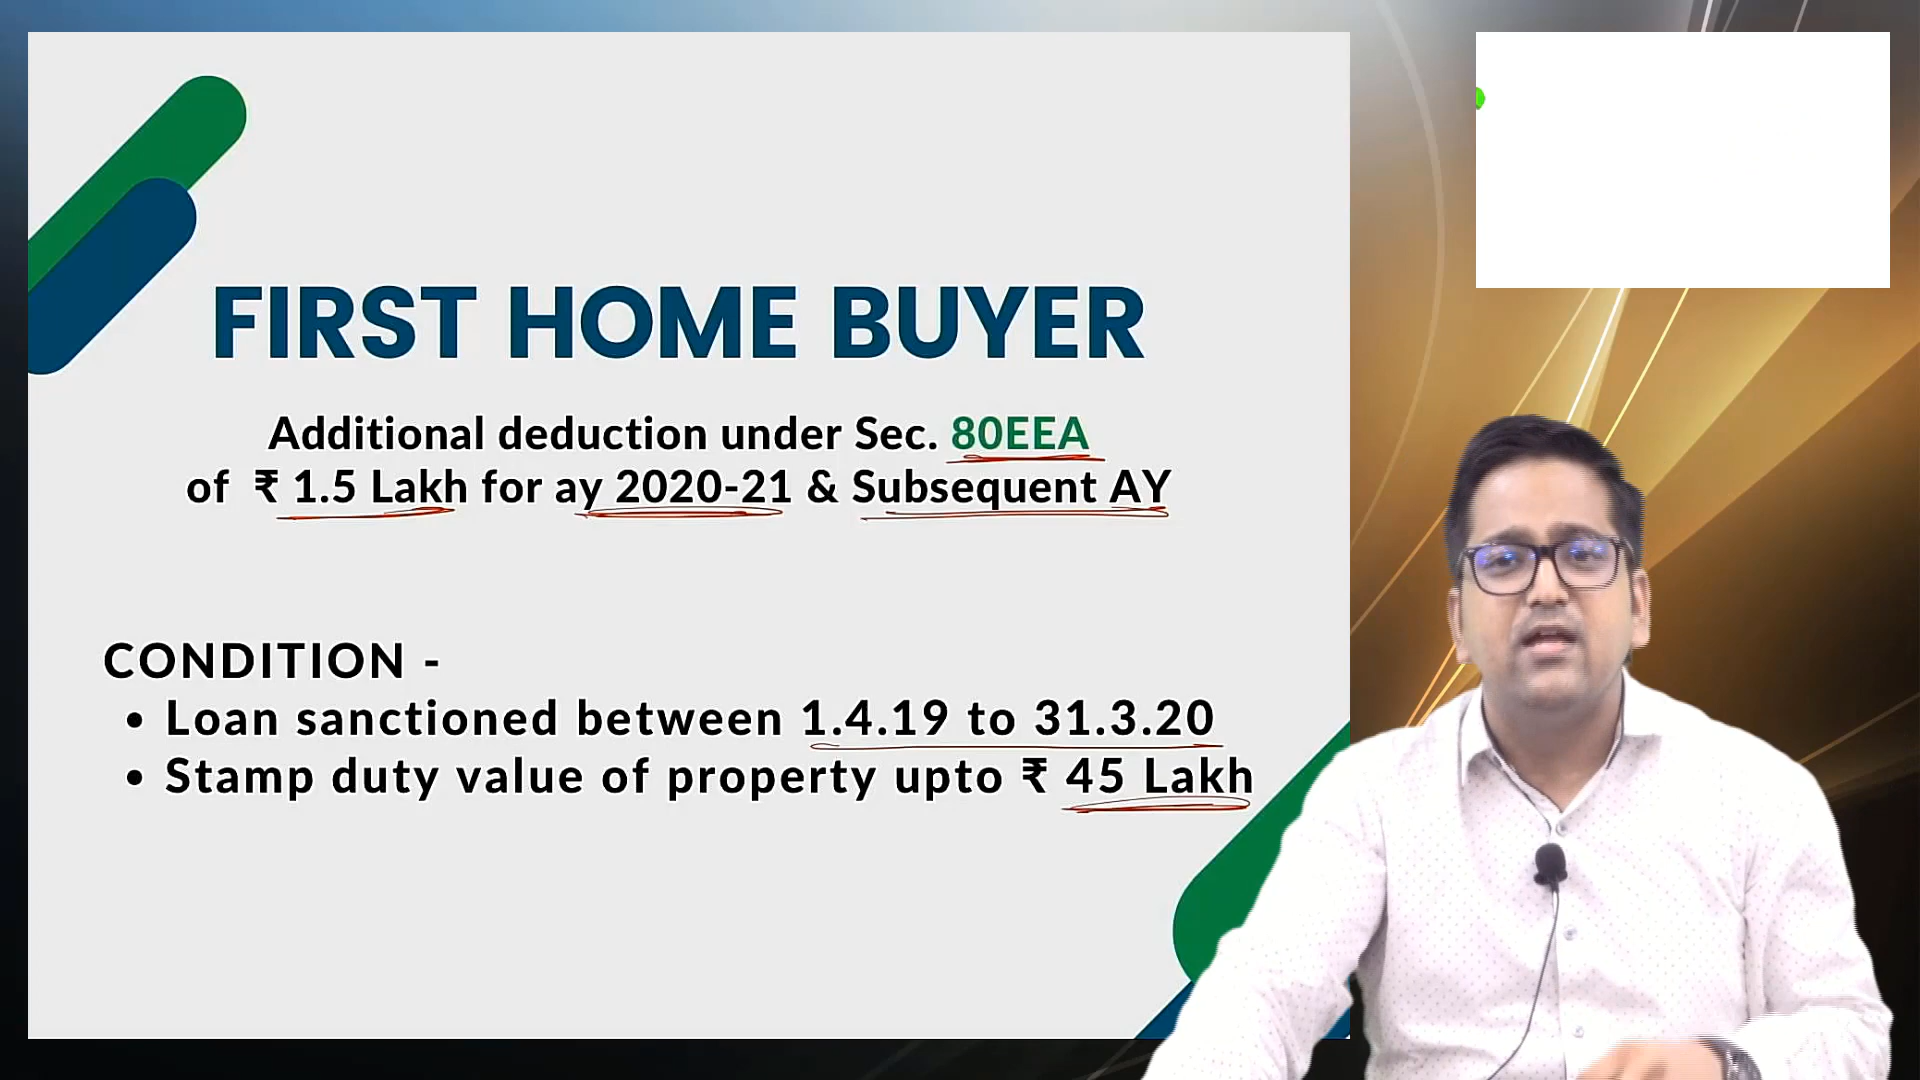 FIRST HOME BUYER
Additional deduction under Sec. 80EEA
of ₹ 1.5 Lakh for ay 2020-21 & Subsequent AY
CONDITION -
• Loan sanctioned between 1.4.19 to 31.3.20
• Stamp duty value of property upto ₹ 45 Lakh